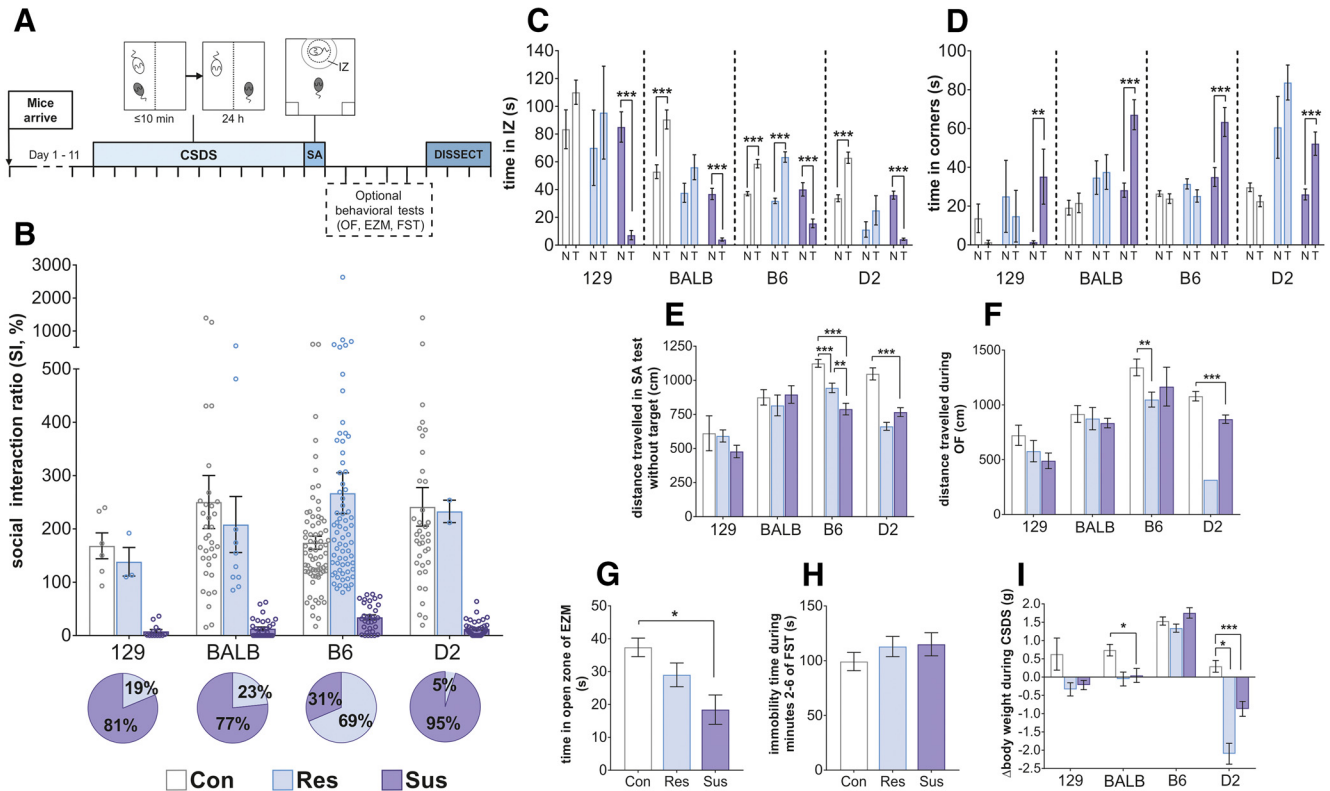 A
Mice
arrive
≤10 min
24 h
IZ
Day 1 - 11
CSDS
SA
DISSECT
Optional
behavioral tests
(OF, EZM, FST)
B
social interaction ratio (SI, %)
3000
2000
1000
500
400
300
200
100
0
129 BALB B6 D2
19%
81%
23%
77%
31%
69%
5%
95%
Con Res Sus
C
time in IZ (s)
140
120
100
80
60
40
20
0
*** *** *** *** *** *** *** ***
N T N T N T N T N T N T N T N T N T N T N T N T
129 BALB B6 D2
D
time in corners (s)
100
80
60
40
20
0
** *** *** ***
N T N T N T N T N T N T N T N T N T N T N T N T
129 BALB B6 D2
E
distance travelled in SA test
without target (cm)
1250
1000
750
500
250
0
***
*** **
***
129 BALB B6 D2
F
distance travelled during
OF (cm)
1500
1000
500
0
**
***
129 BALB B6 D2
G
time in open zone of EZM
(s)
50
40
30
20
10
0
*
Con Res Sus
H
immobility time during
minutes 2-6 of FST (s)
150
100
50
0
Con Res Sus
I
Δbody weight during CSDS (g)
2.0
1.5
1.0
0.5
0.0
-0.5
-1.0
-1.5
-2.0
-2.5
*
***
*
129 BALB B6 D2